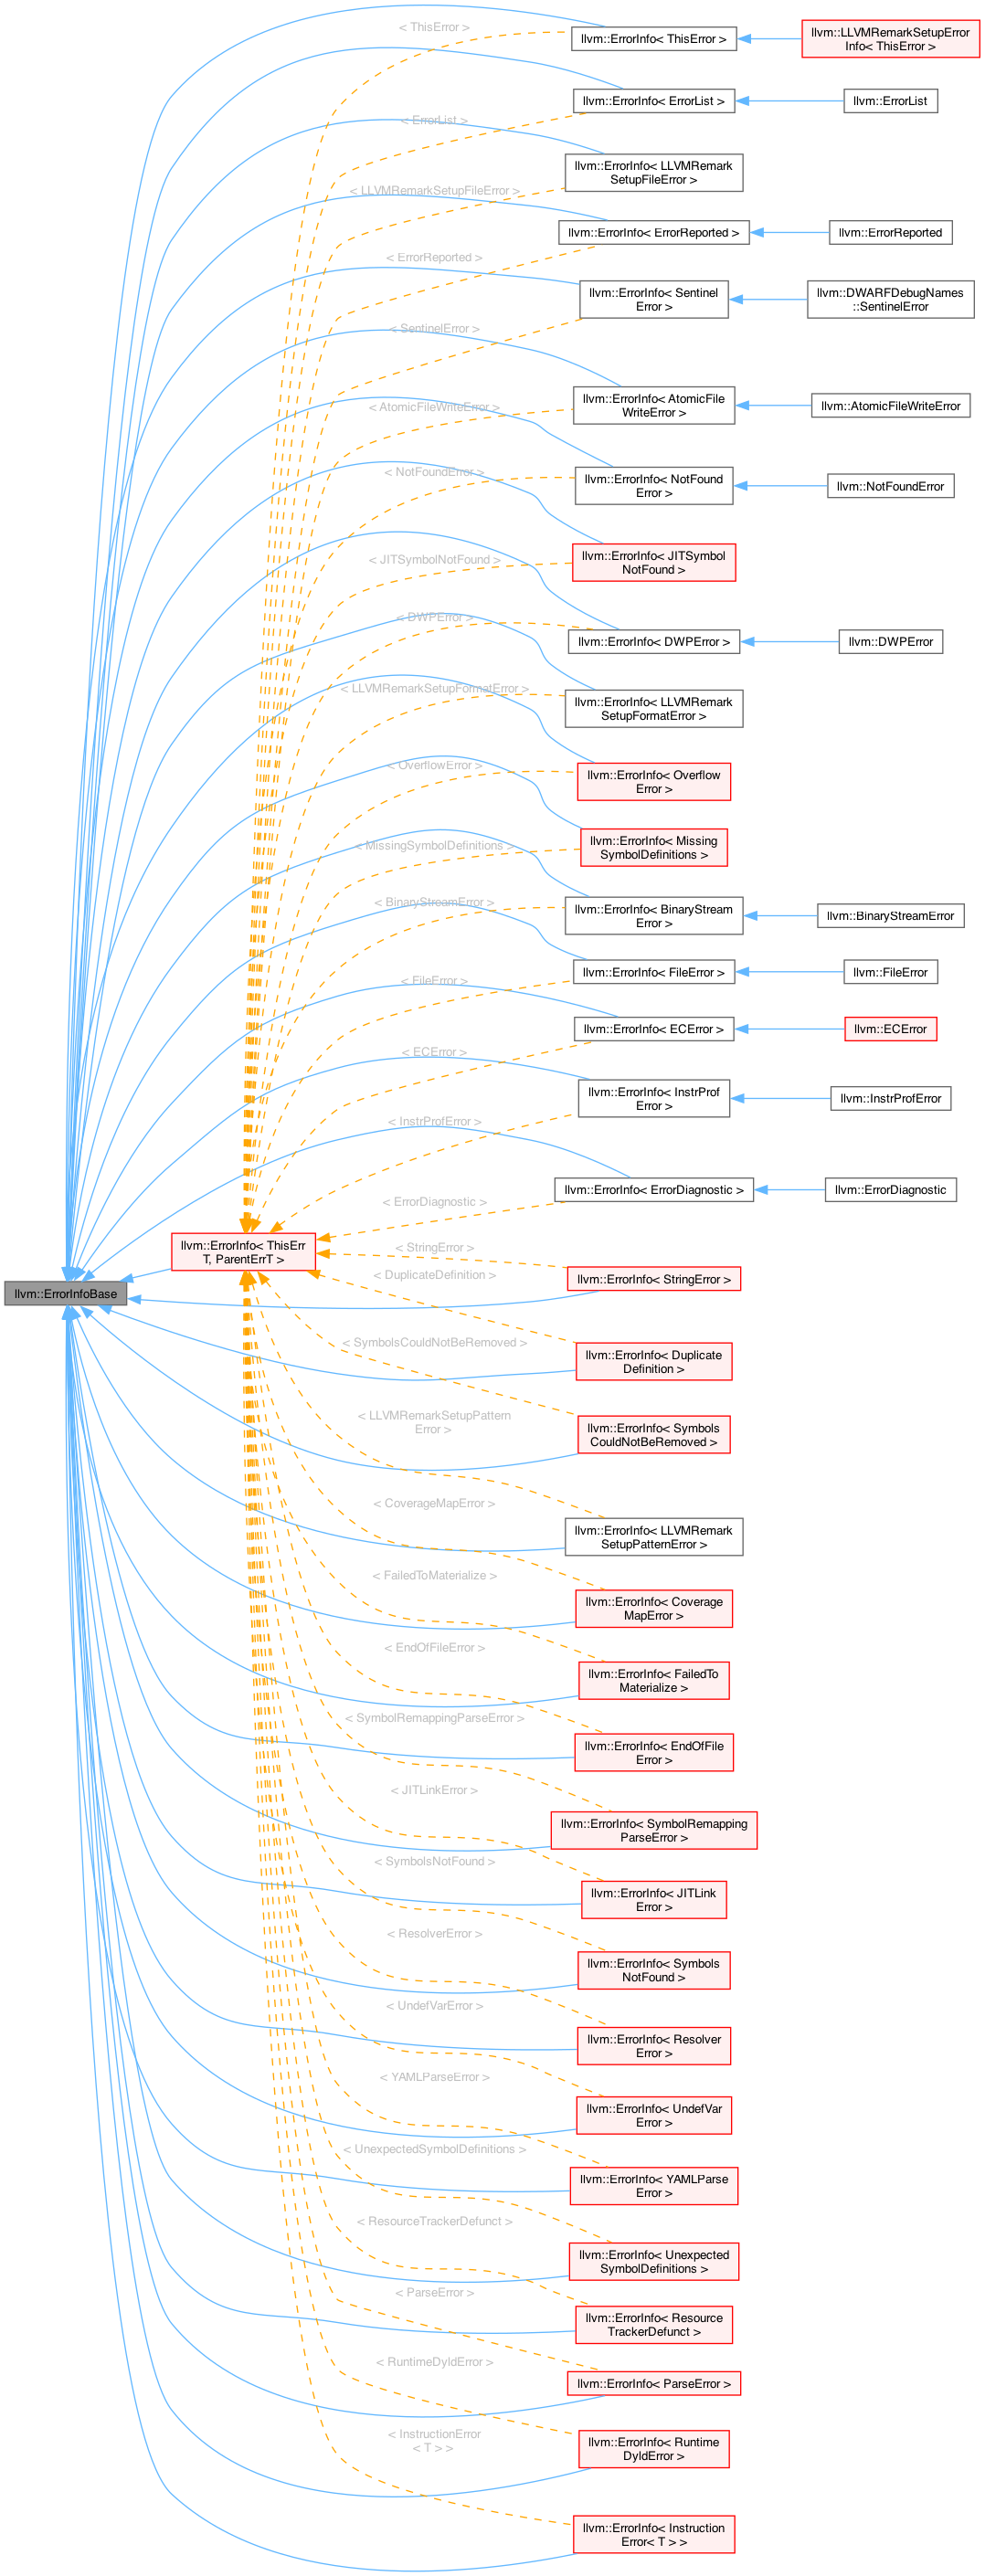 < ThisError >
llvm::ErrorInfo< ThisError >
llvm::LLVMRemarkSetupError
Info< ThisError >
< ErrorList >
llvm::ErrorInfo< ErrorList >
llvm::ErrorList
llvm::ErrorInfo< LLVMRemark
SetupFileError >
< LLVMRemarkSetupFileError >
llvm::ErrorInfo< ErrorReported >
llvm::ErrorReported
< ErrorReported >
llvm::ErrorInfo< Sentinel
Error >
llvm::DWARFDebugNames
::SentinelError
< SentinelError >
llvm::ErrorInfo< AtomicFile
WriteError >
llvm::AtomicFileWriteError
< AtomicFileWriteError >
llvm::ErrorInfo< NotFound
Error >
llvm::NotFoundError
< NotFoundError >
llvm::ErrorInfo< JITSymbol
NotFound >
< JITSymbolNotFound >
llvm::ErrorInfo< DWPError >
llvm::DWPError
< DWPError >
llvm::ErrorInfo< LLVMRemark
SetupFormatError >
< LLVMRemarkSetupFormatError >
llvm::ErrorInfo< Overflow
Error >
< OverflowError >
llvm::ErrorInfo< Missing
SymbolDefinitions >
< MissingSymbolDefinitions >
llvm::ErrorInfo< BinaryStream
Error >
llvm::BinaryStreamError
< BinaryStreamError >
llvm::ErrorInfo< FileError >
llvm::FileError
< FileError >
llvm::ErrorInfo< ECError >
llvm::ECError
< ECError >
llvm::ErrorInfo< InstrProf
Error >
llvm::InstrProfError
< InstrProfError >
llvm::ErrorInfo< ErrorDiagnostic >
llvm::ErrorDiagnostic
< ErrorDiagnostic >
llvm::ErrorInfo< ThisErr
T, ParentErrT >
< StringError >
llvm::ErrorInfoBase
llvm::ErrorInfo< StringError >
< DuplicateDefinition >
llvm::ErrorInfo< Duplicate
Definition >
< SymbolsCouldNotBeRemoved >
llvm::ErrorInfo< Symbols
CouldNotBeRemoved >
< LLVMRemarkSetupPattern
Error >
llvm::ErrorInfo< LLVMRemark
SetupPatternError >
< CoverageMapError >
llvm::ErrorInfo< Coverage
MapError >
< FailedToMaterialize >
llvm::ErrorInfo< FailedTo
Materialize >
< EndOfFileError >
llvm::ErrorInfo< EndOfFile
Error >
< SymbolRemappingParseError >
llvm::ErrorInfo< SymbolRemapping
ParseError >
< JITLinkError >
llvm::ErrorInfo< JITLink
Error >
< SymbolsNotFound >
llvm::ErrorInfo< Symbols
NotFound >
< ResolverError >
llvm::ErrorInfo< Resolver
Error >
< UndefVarError >
llvm::ErrorInfo< UndefVar
Error >
< YAMLParseError >
llvm::ErrorInfo< YAMLParse
Error >
< UnexpectedSymbolDefinitions >
llvm::ErrorInfo< Unexpected
SymbolDefinitions >
< ResourceTrackerDefunct >
llvm::ErrorInfo< Resource
TrackerDefunct >
< ParseError >
llvm::ErrorInfo< ParseError >
< RuntimeDyldError >
llvm::ErrorInfo< Runtime
DyldError >
< InstructionError
< T > >
llvm::ErrorInfo< Instruction
Error< T > >